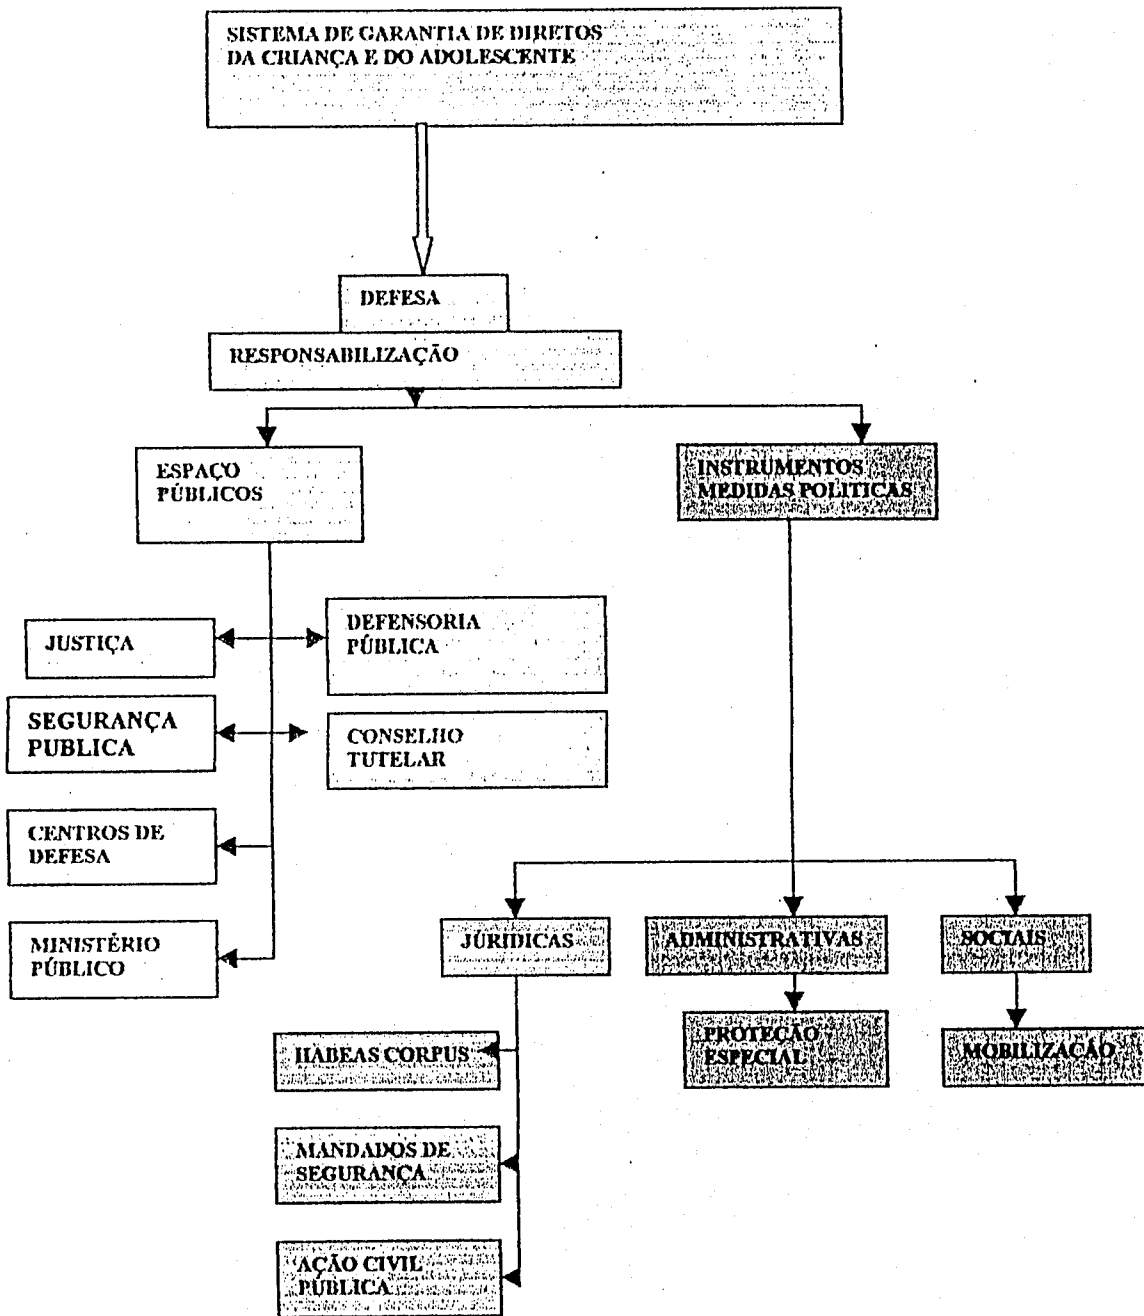 SISTEMA DE GARANTIA DE DIRETOS
DA CRIANÇA E DO ADOLESCENTE
DEFESA
RESPONSABILIZAÇÃO
ESPAÇO
PÚBLICOS
INSTRUMENTOS
MEDIDAS POLITICAS
JUSTIÇA
DEFENSORIA
PÚBLICA
SEGURANÇA
PUBLICA
CONSELHO
TUTELAR
CENTROS DE
DEFESA
MINISTÉRIO
PÚBLICO
JÚRIDICAS
ADMINISTRATIVAS
SOCIAIS
HABEAS CORPUS
PROTEÇÃO
ESPECIAL
MOBILIZAÇÃO
MANDADOS DE
SEGURANÇA
AÇÃO CIVIL
PÚBLICA